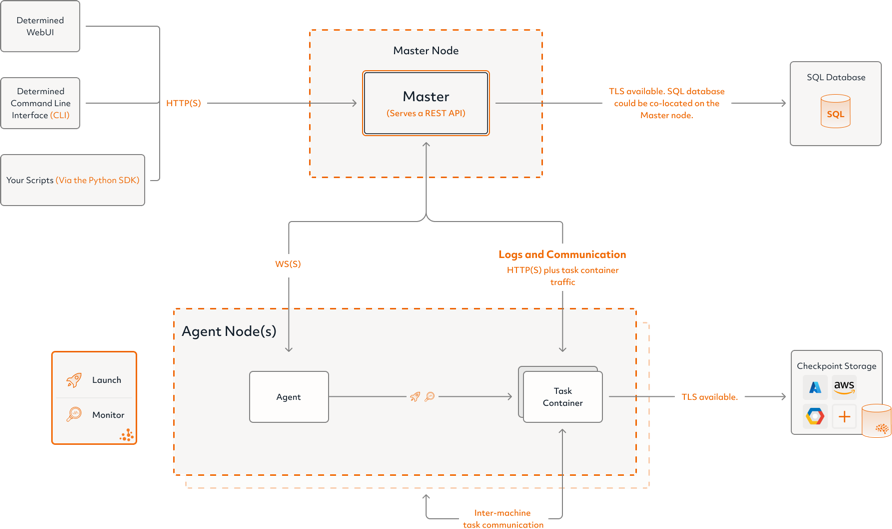 Determined
WebUI
Determined
Command Line
Interface (CLI)
Your Scripts (Via the Python SDK)
HTTP(S)
Master Node
Master
(Serves a REST API)
TLS available. SQL database
could be co-located on the
Master node.
SQL Database
SQL
WS(S)
Logs and Communication
HTTP(S) plus task container
traffic
Agent Node(s)
Launch
Monitor
Agent
Task
Container
TLS available.
Checkpoint Storage
aws
Inter-machine
task communication